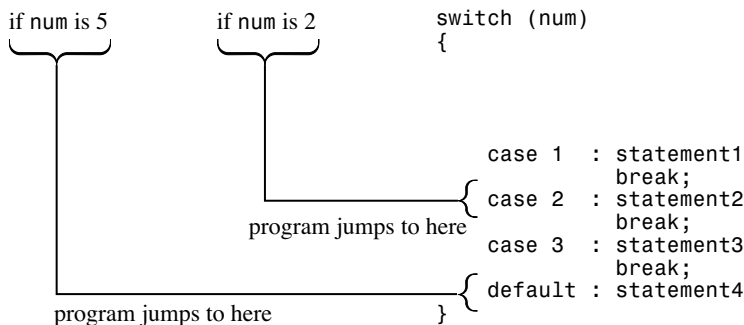 if num is 5
if num is 2
switch (num)
{
case 1 : statement1
break;
case 2 : statement2
break;
program jumps to here
case 3 : statement3
break;
default : statement4
program jumps to here
}